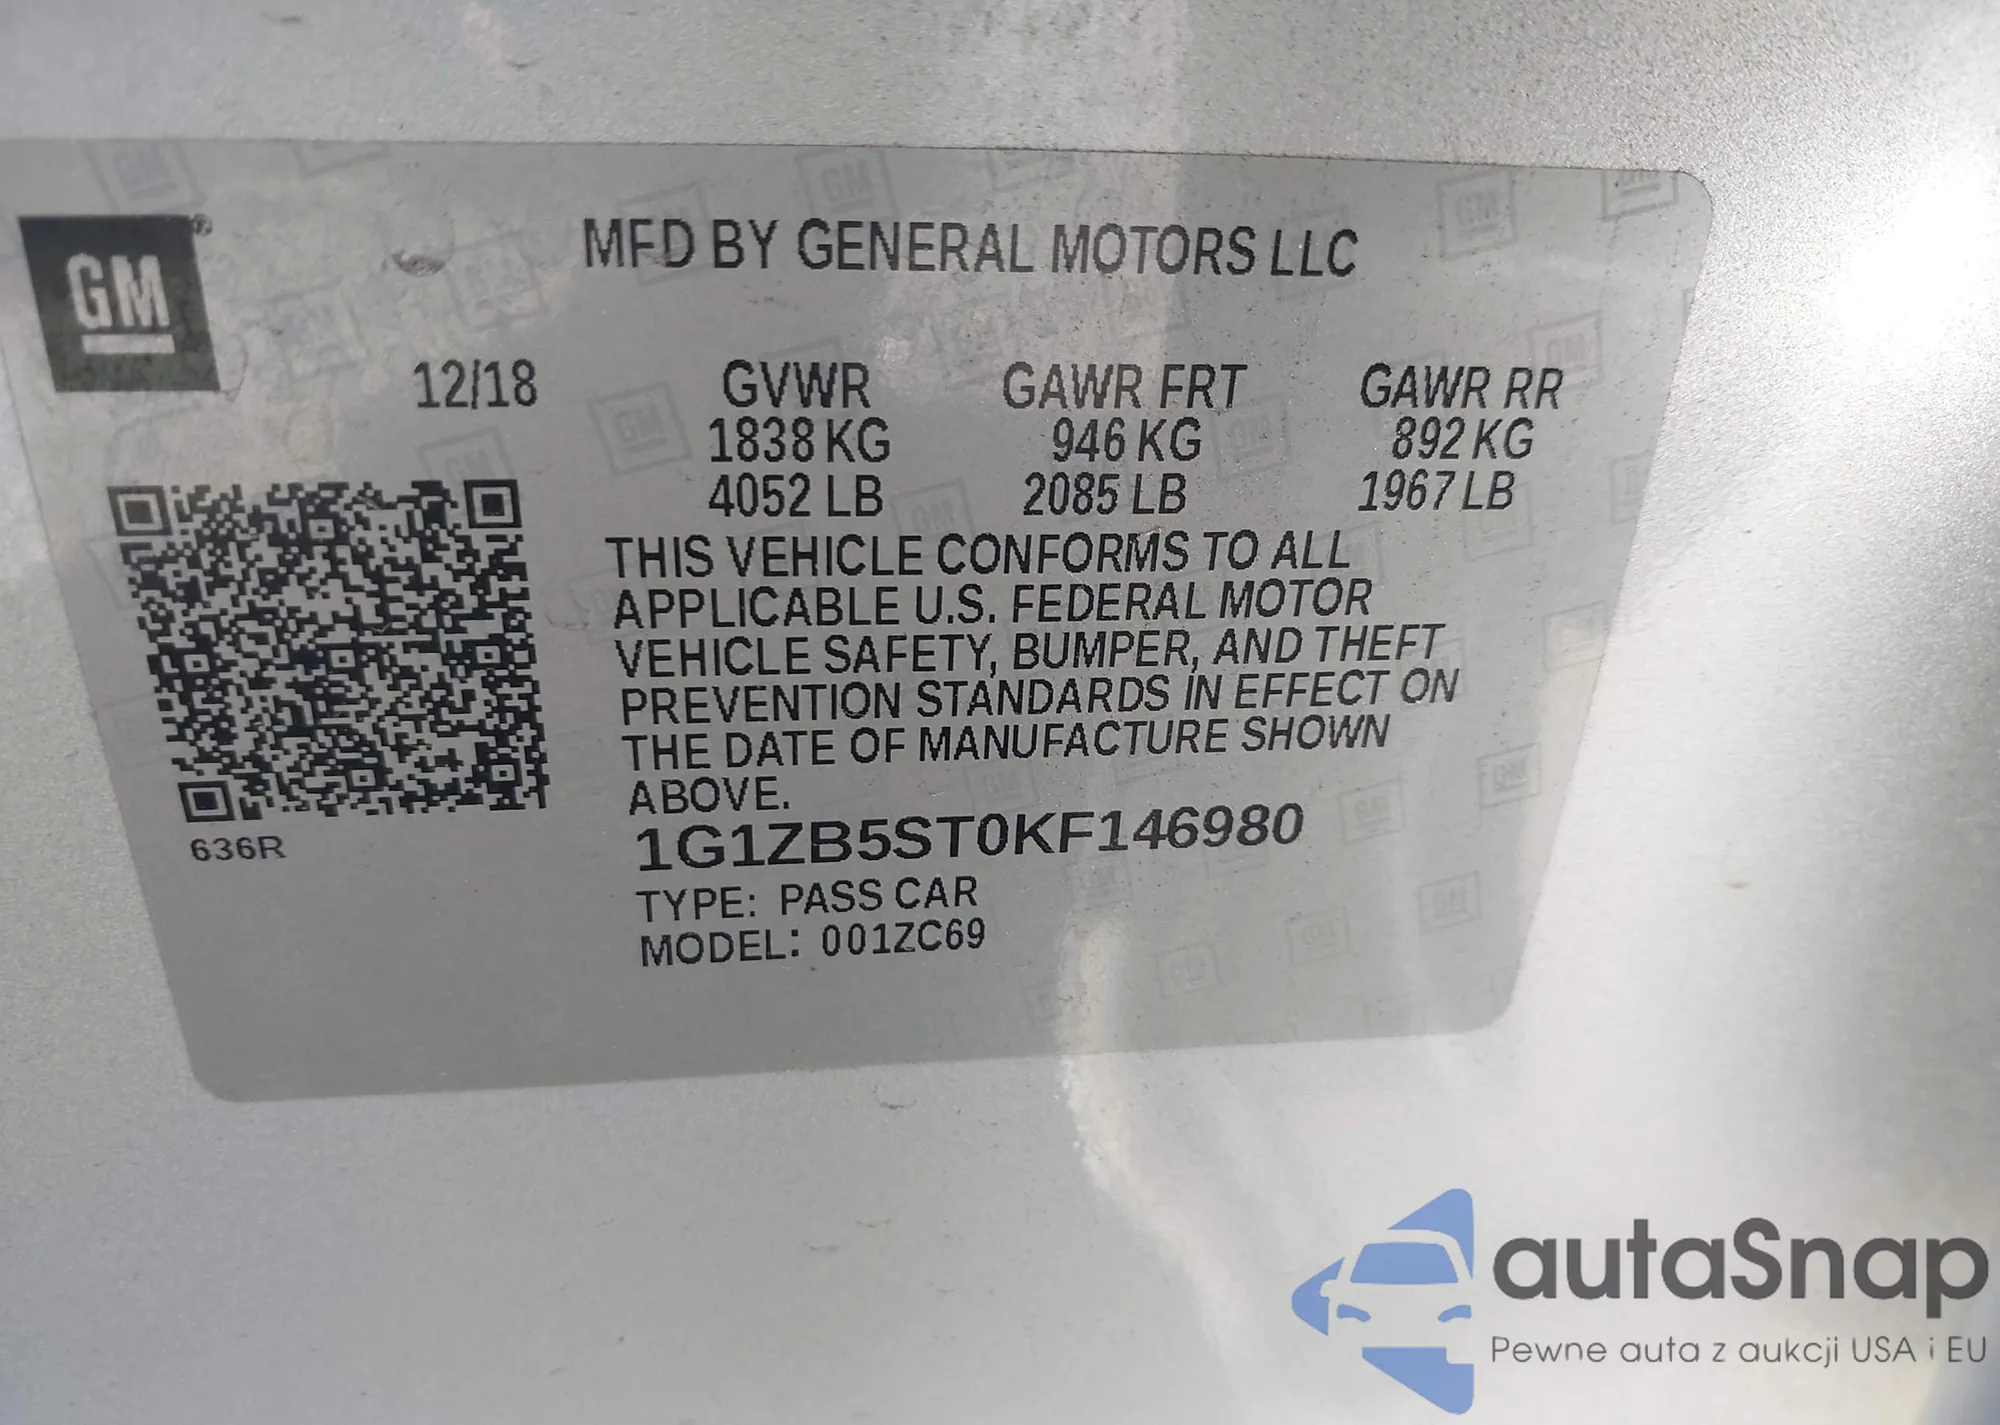 GM®
MFD BY GENERAL MOTORS LLC
12/18 GVWR GAWR FRT GAWR RR
1838 KG 946 KG 892 KG
4052 LB 2085 LB 1967 LB
THIS VEHICLE CONFORMS TO ALL
APPLICABLE U.S. FEDERAL MOTOR
VEHICLE SAFETY, BUMPER, AND THEFT
PREVENTION STANDARDS IN EFFECT ON
THE DATE OF MANUFACTURE SHOWN
ABOVE.
636R
1G1ZB5ST0KF146980
TYPE: PASS CAR
MODEL: 001ZC69
autaSnap
Pewne auta z aukcji USA i EU